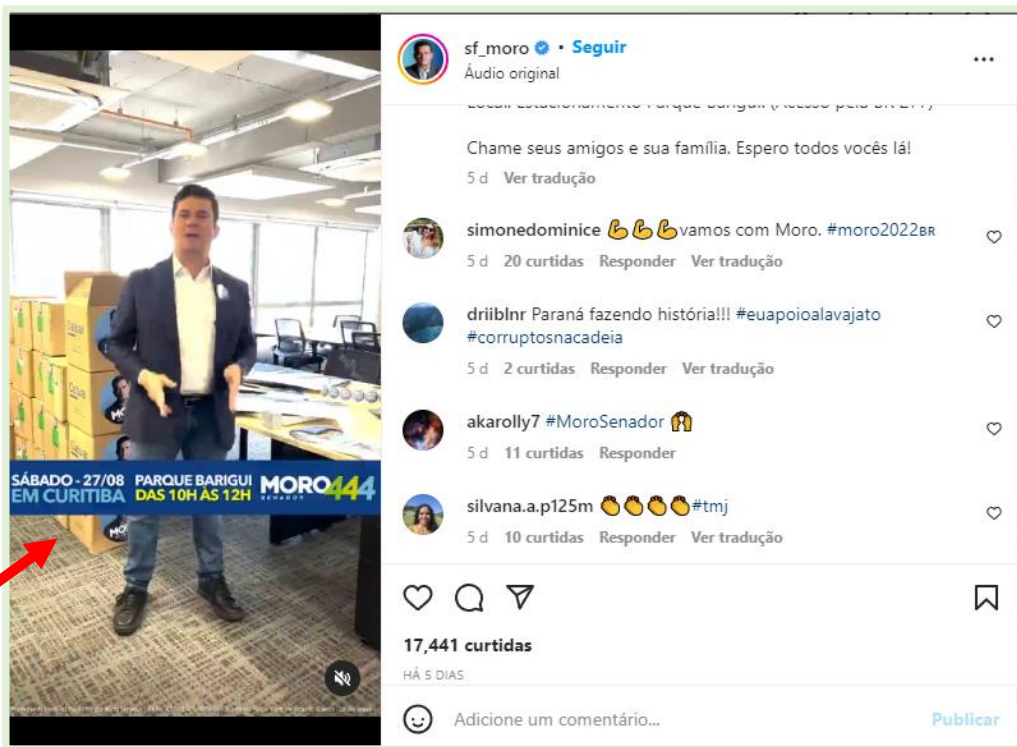 sf_moro • Seguir
Áudio original
Chame seus amigos e sua família. Espero todos vocês lá!
5 d Ver tradução
simonedominice 💪💪💪vamos com Moro. #moro2022BR
5 d 20 curtidas Responder Ver tradução
driiblnr Paraná fazendo história!!! #euapoioalavajato
#corruptosnacadeia
5 d 2 curtidas Responder Ver tradução
akarolly7 #MoroSenador 🙌
5 d 11 curtidas Responder
silvana.a.p125m 👏👏👏👏#tmj
5 d 10 curtidas Responder Ver tradução
17,441 curtidas
HÁ 5 DIAS
Adicione um comentário... Publicar
SÁBADO - 27/08 PARQUE BARIGUI MORO444
EM CURITIBA DAS 10H ÀS 12H SENADOR